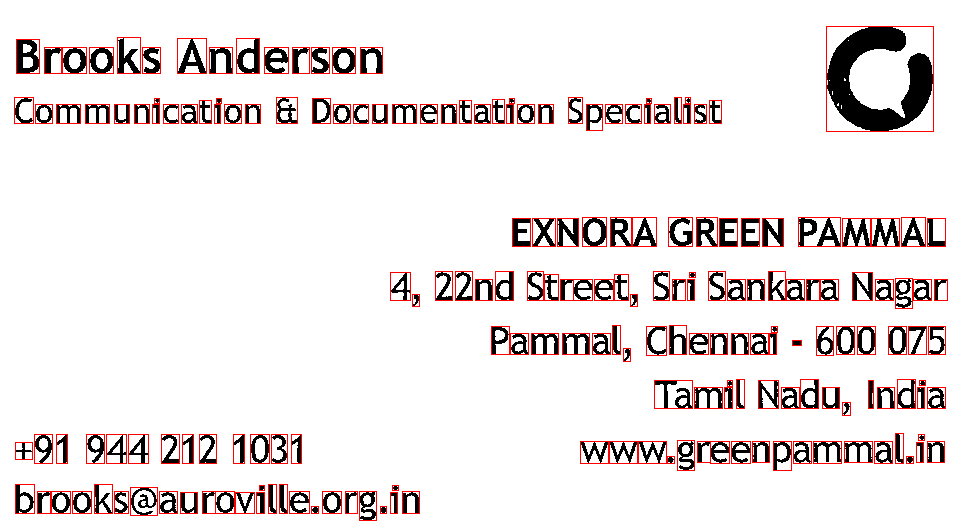 Brooks Anderson
Communication & Documentation Specialist
EXNORA GREEN PAMMAL
4, 22nd Street, Sri Sankara Nagar
Pammal, Chennai - 600 075
Tamil Nadu, India
+91 944 212 1031
www.greenpammal.in
brooks@auroville.org.in